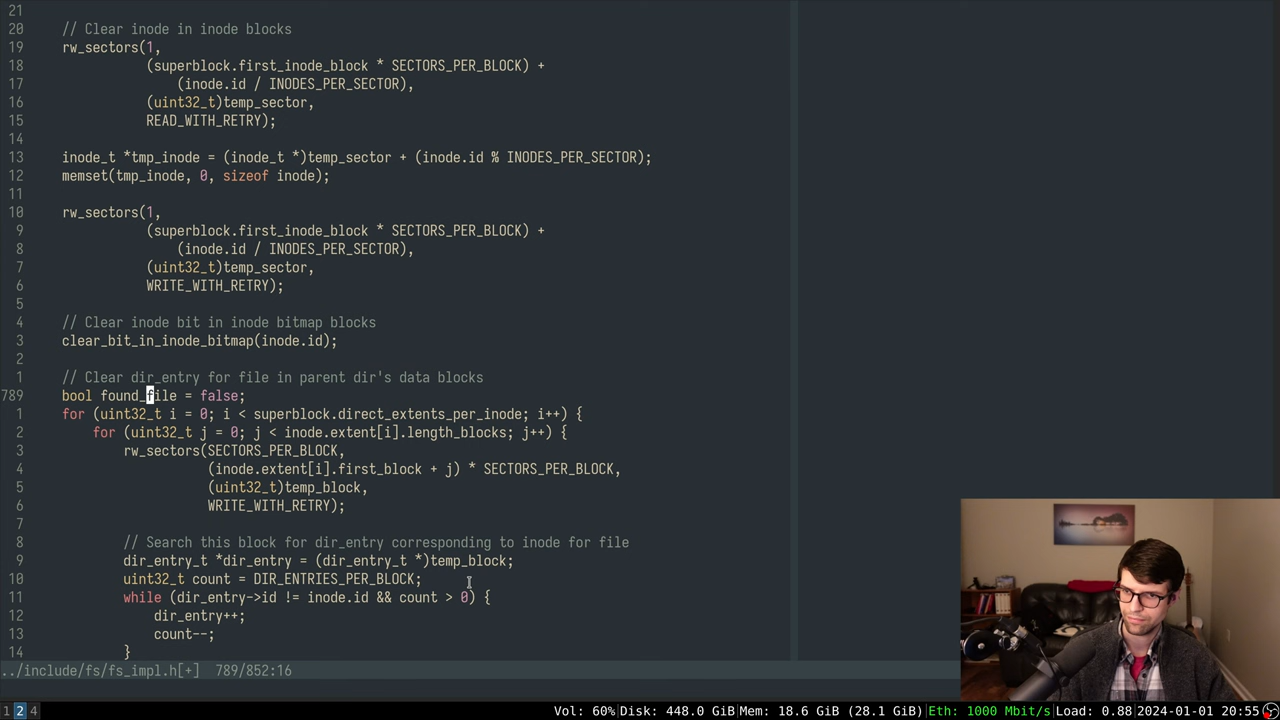 21
20 // Clear inode in inode blocks
19 rw_sectors(1,
18 (superblock.first_inode_block * SECTORS_PER_BLOCK) +
17 (inode.id / INODES_PER_SECTOR),
16 (uint32_t)temp_sector,
15 READ_WITH_RETRY);
14
13 inode_t *tmp_inode = (inode_t *)temp_sector + (inode.id % INODES_PER_SECTOR);
12 memset(tmp_inode, 0, sizeof inode);
11
10 rw_sectors(1,
9 (superblock.first_inode_block * SECTORS_PER_BLOCK) +
8 (inode.id / INODES_PER_SECTOR),
7 (uint32_t)temp_sector,
6 WRITE_WITH_RETRY);
5
4 // Clear inode bit in inode bitmap blocks
3 clear_bit_in_inode_bitmap(inode.id);
2
1 // Clear dir_entry for file in parent dir's data blocks
789 bool found_file = false;
1 for (uint32_t i = 0; i < superblock.direct_extents_per_inode; i++) {
2 for (uint32_t j = 0; j < inode.extent[i].length_blocks; j++) {
3 rw_sectors(SECTORS_PER_BLOCK,
4 (inode.extent[i].first_block + j) * SECTORS_PER_BLOCK,
5 (uint32_t)temp_block,
6 WRITE_WITH_RETRY);
7
8 // Search this block for dir_entry corresponding to inode for file
9 dir_entry_t *dir_entry = (dir_entry_t *)temp_block;
10 uint32_t count = DIR_ENTRIES_PER_BLOCK;
11 while (dir_entry->id != inode.id && count > 0) {
12 dir_entry++;
13 count--;
14 }
../include/fs/fs_impl.h[+] 789/852:16
1 2 4 Vol: 60%|Disk: 448.0 GiB|Mem: 18.6 GiB (28.1 GiB)|Eth: 1000 Mbit/s|Load: 0.88|2024-01-01 20:55